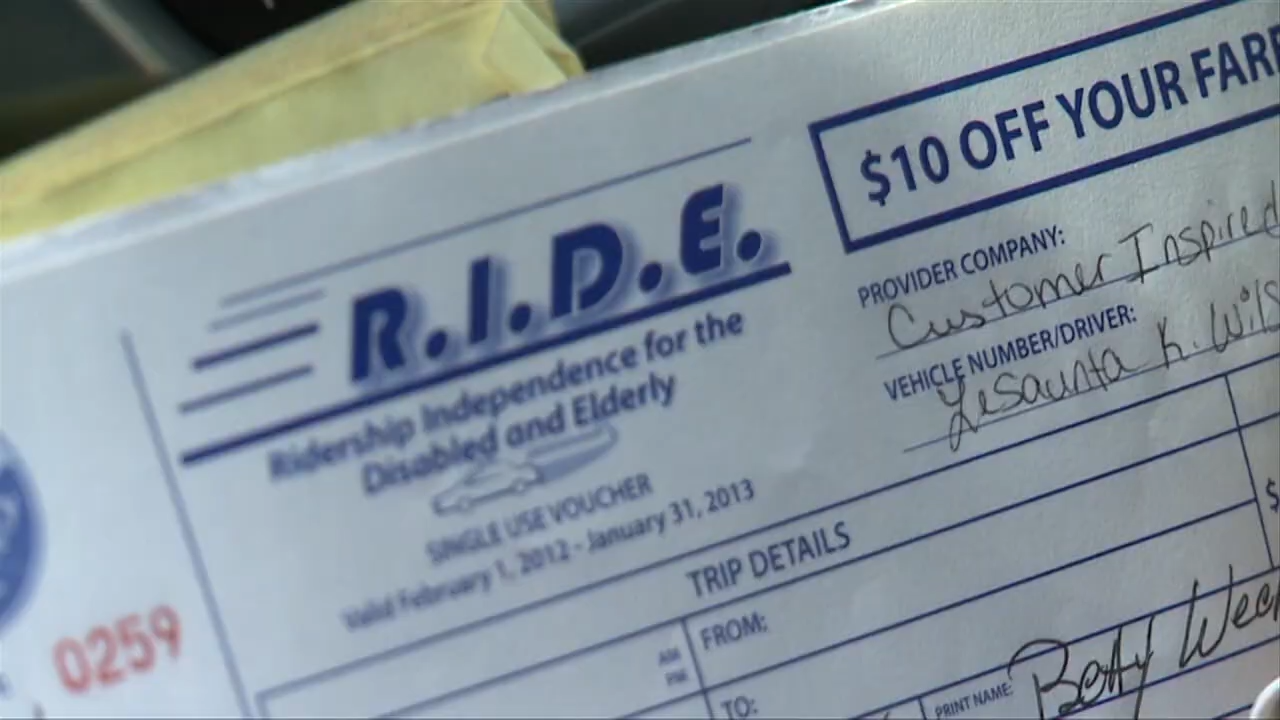 $10 OFF YOUR FARE
R.I.D.E.
Ridership Independence for the
Disabled and Elderly
SINGLE USE VOUCHER
Valid February 1, 2012 - January 31, 2013
PROVIDER COMPANY:
Customer Inspired
VEHICLE NUMBER/DRIVER:
Lesaunta K. Wils
TRIP DETAILS
0259
AM
PM
FROM:
TO:
$
PRINT NAME:
Betty